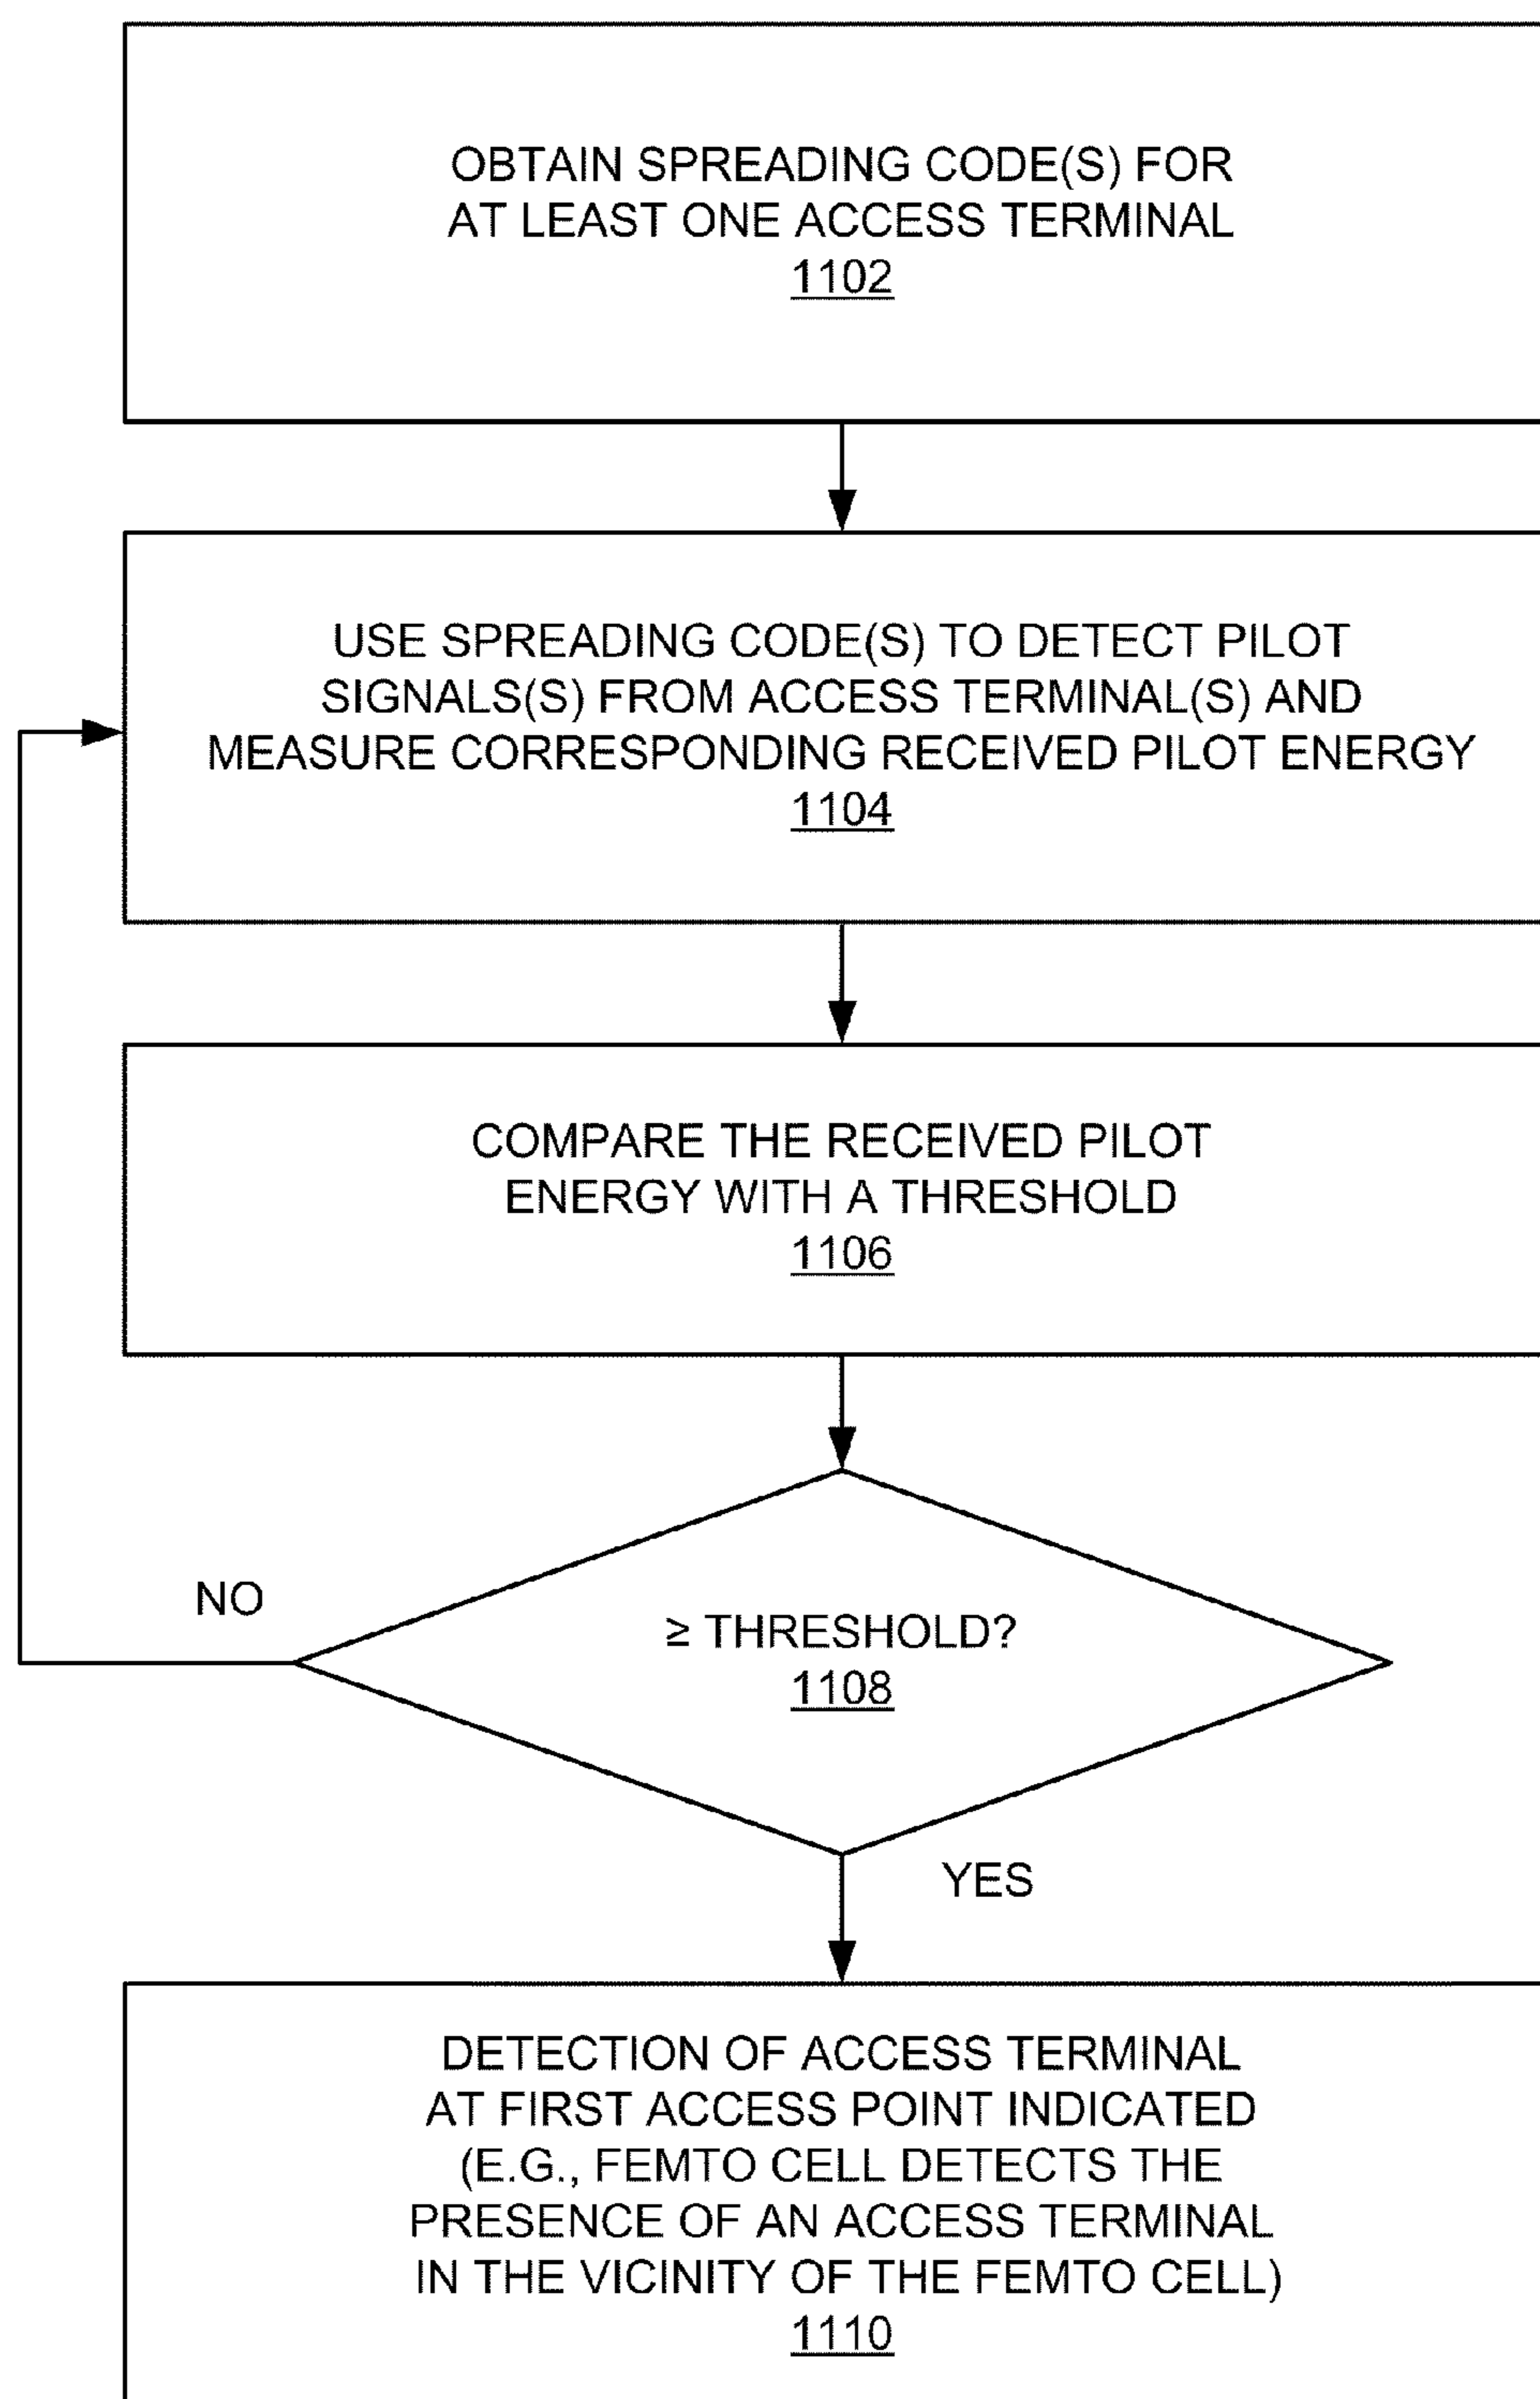 OBTAIN SPREADING CODE(S) FOR
AT LEAST ONE ACCESS TERMINAL
1102
USE SPREADING CODE(S) TO DETECT PILOT
SIGNALS(S) FROM ACCESS TERMINAL(S) AND
MEASURE CORRESPONDING RECEIVED PILOT ENERGY
1104
COMPARE THE RECEIVED PILOT
ENERGY WITH A THRESHOLD
1106
NO
≥ THRESHOLD?
1108
YES
DETECTION OF ACCESS TERMINAL
AT FIRST ACCESS POINT INDICATED
(E.G., FEMTO CELL DETECTS THE
PRESENCE OF AN ACCESS TERMINAL
IN THE VICINITY OF THE FEMTO CELL)
1110